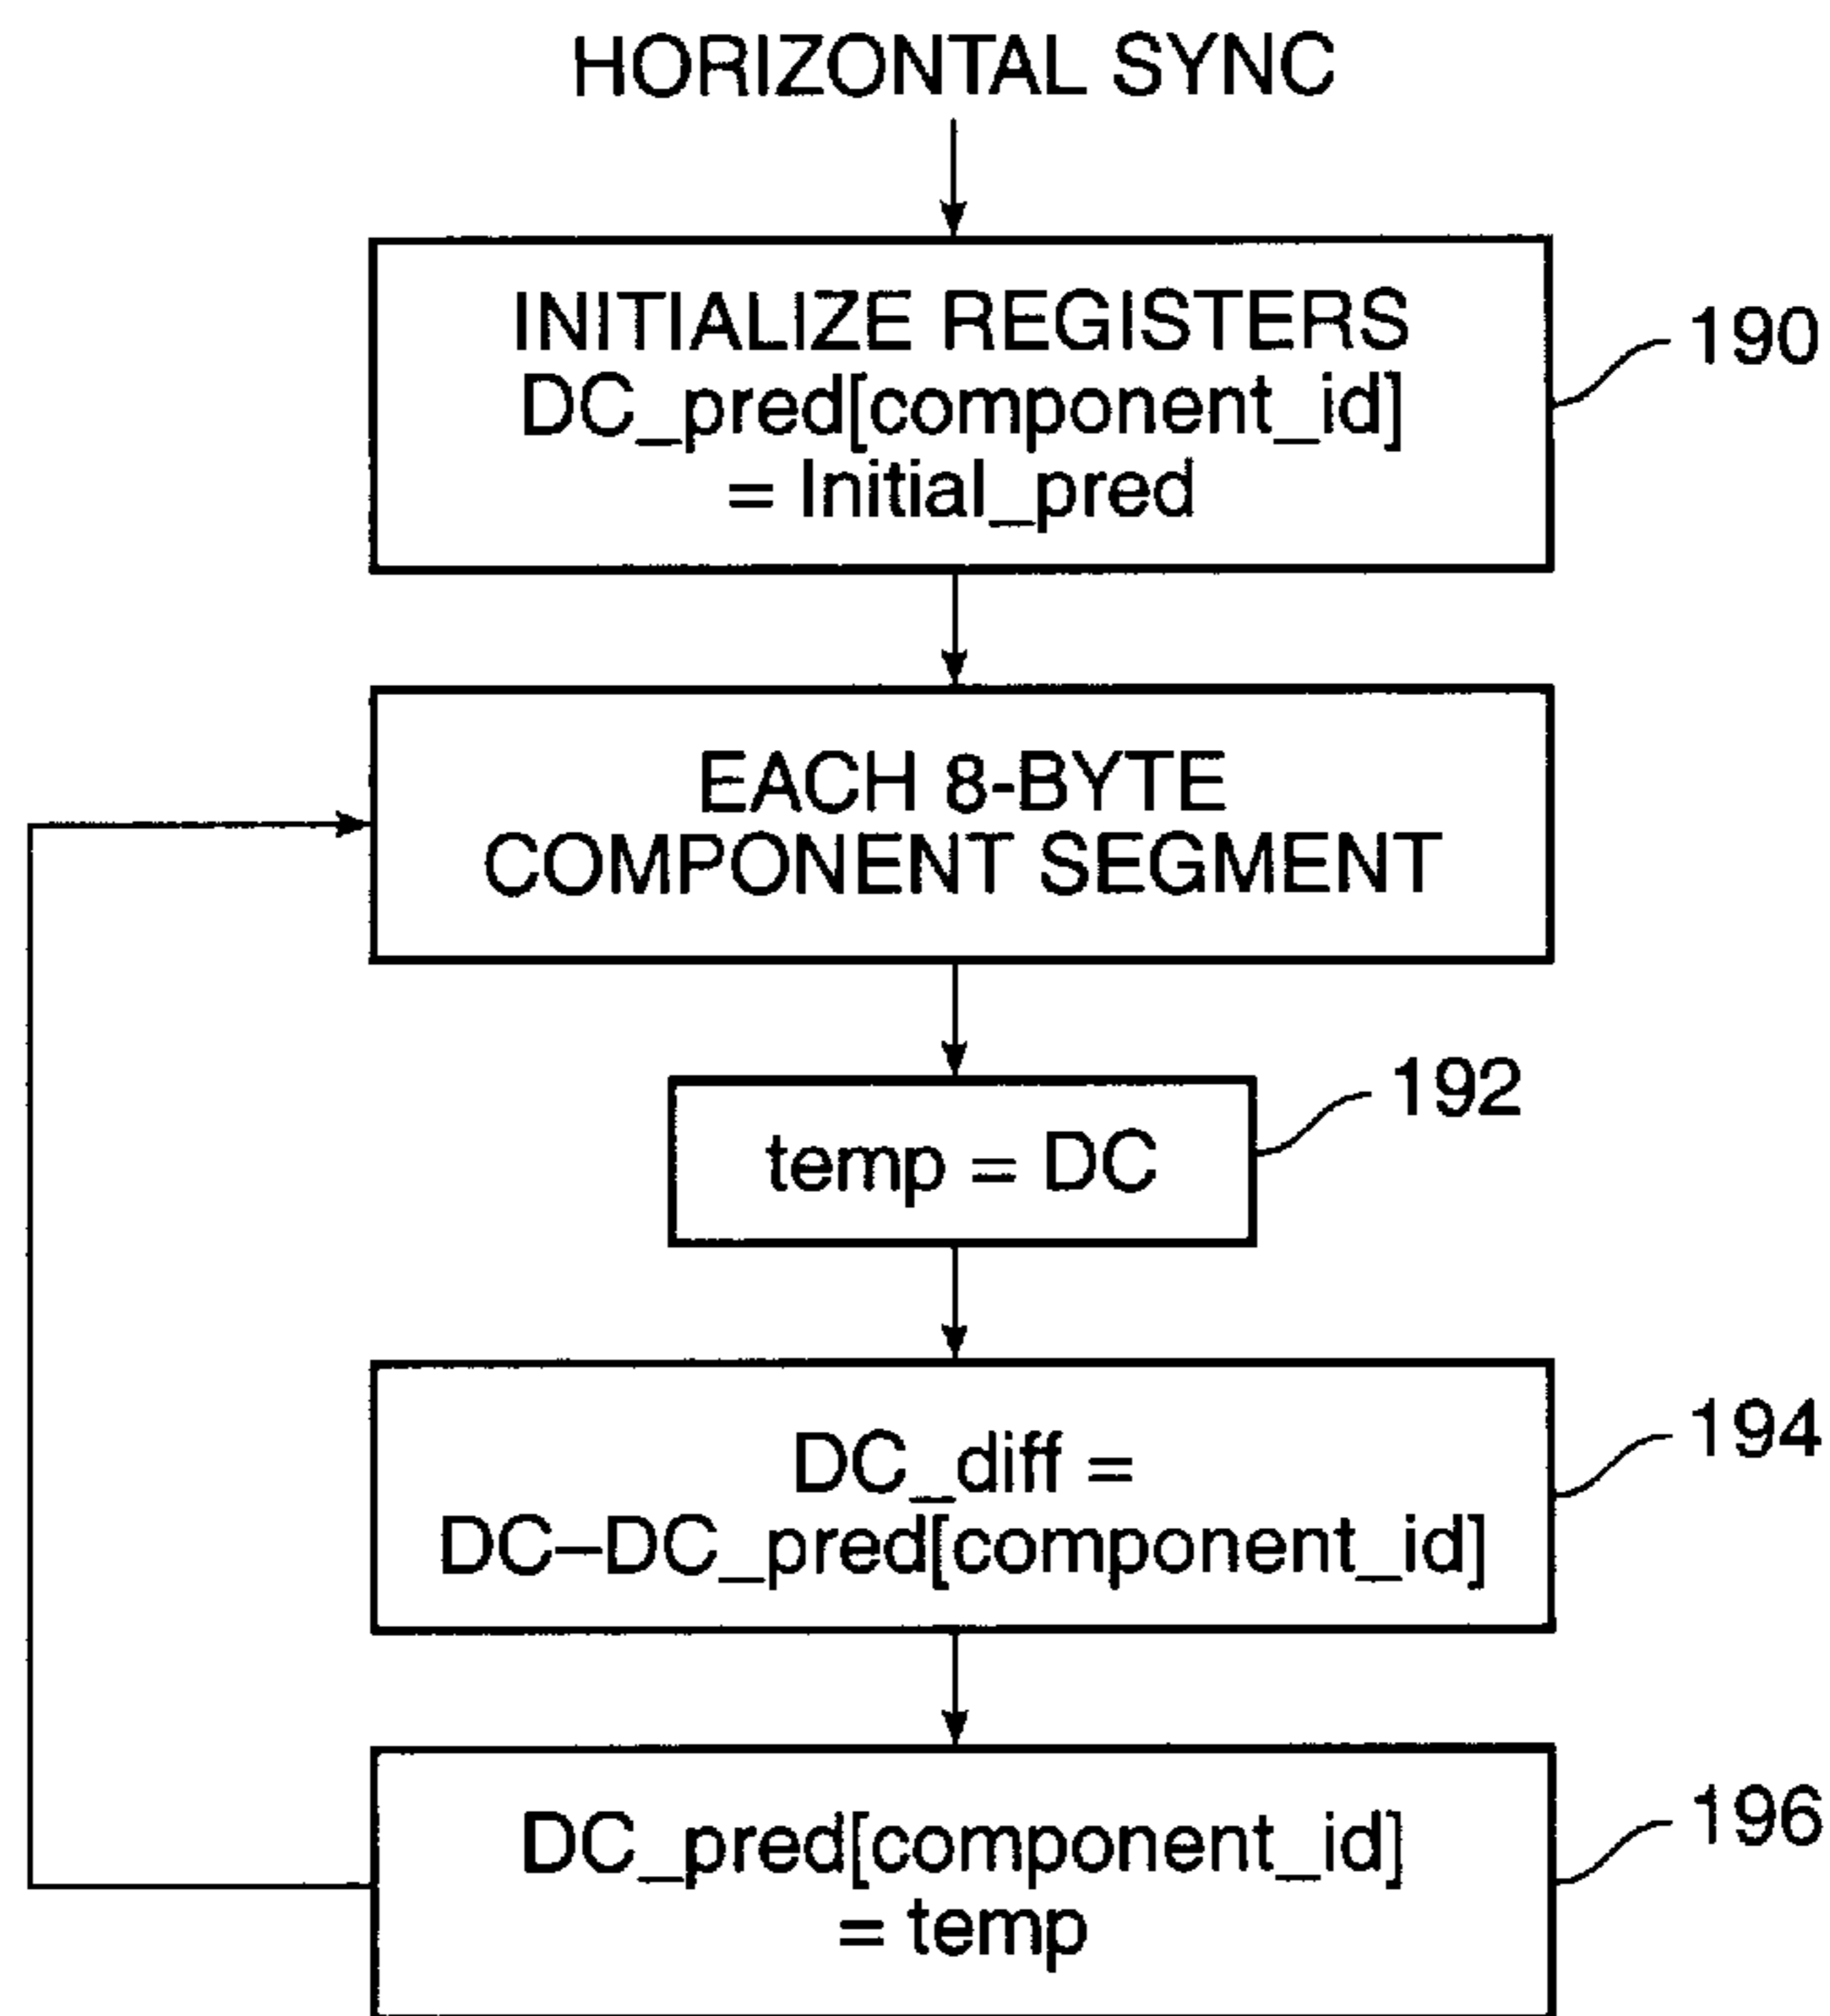 HORIZONTAL SYNC
INITIALIZE REGISTERS
DC_pred[component_id]
= Initial_pred
190
EACH 8-BYTE
COMPONENT SEGMENT
192
temp = DC
194
DC_diff =
DC–DC_pred[component_id]
196
DC_pred[component_id]
= temp